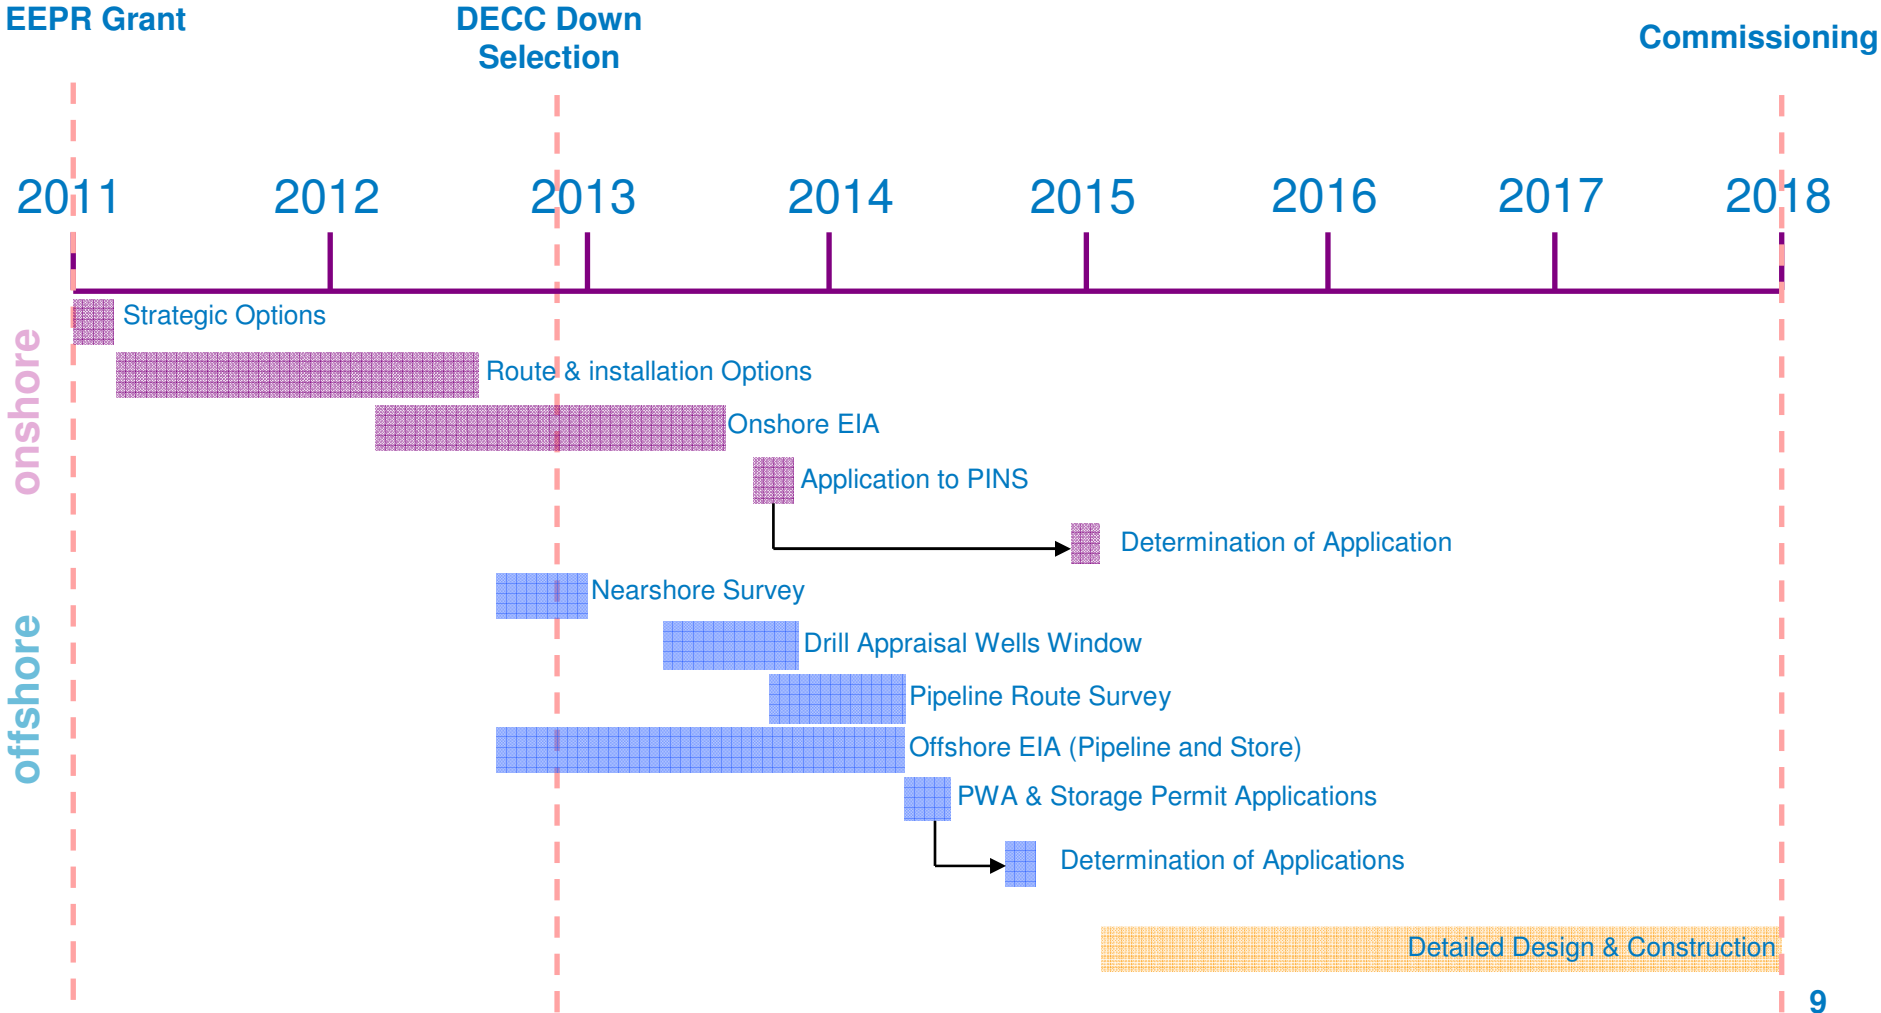 EEPR Grant
DECC Down
Selection
Commissioning
2011 2012 2013 2014 2015 2016 2017 2018
onshore
Strategic Options
Route & installation Options
Onshore EIA
Application to PINS
Determination of Application
offshore
Nearshore Survey
Drill Appraisal Wells Window
Pipeline Route Survey
Offshore EIA (Pipeline and Store)
PWA & Storage Permit Applications
Determination of Applications
Detailed Design & Construction
9